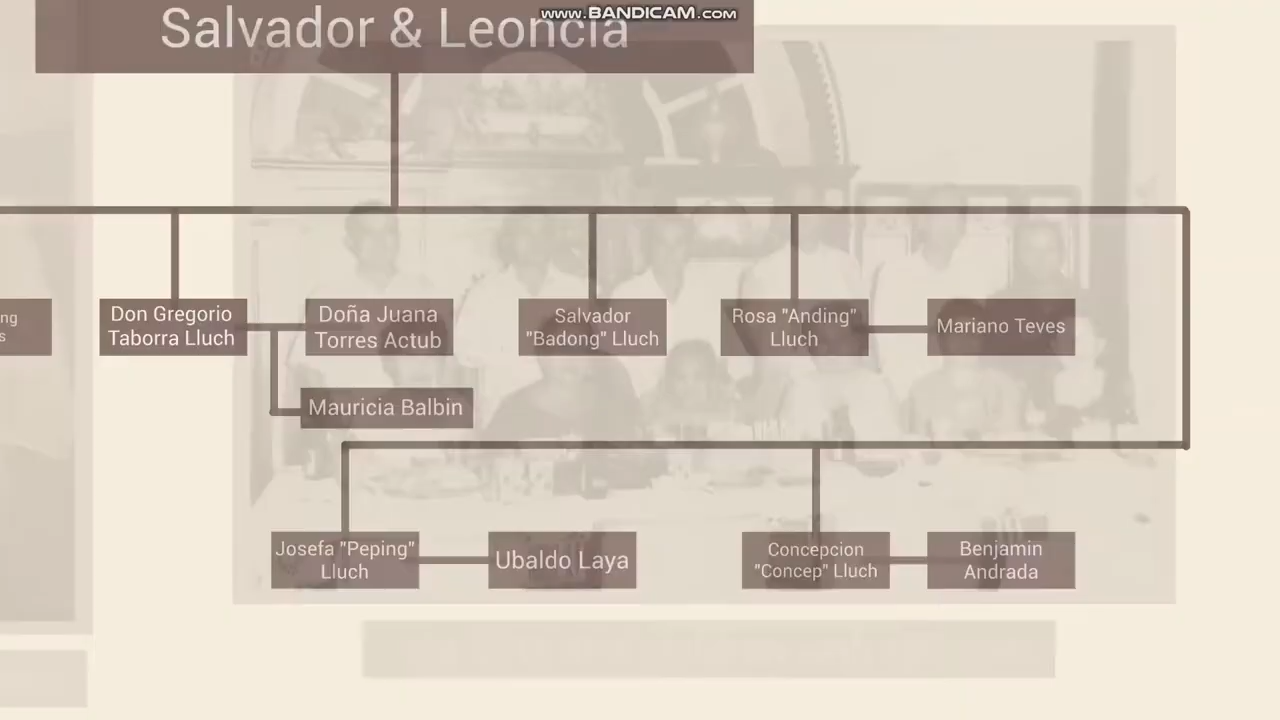 www.BANDICAM.com
Salvador & Leoncia
ng
s
Don Gregorio
Taborra Lluch
Doña Juana
Torres Actub
Salvador
"Badong" Lluch
Rosa "Anding"
Lluch
Mariano Teves
Mauricia Balbin
Josefa "Peping"
Lluch
Ubaldo Laya
Concepcion
"Concep" Lluch
Benjamin
Andrada